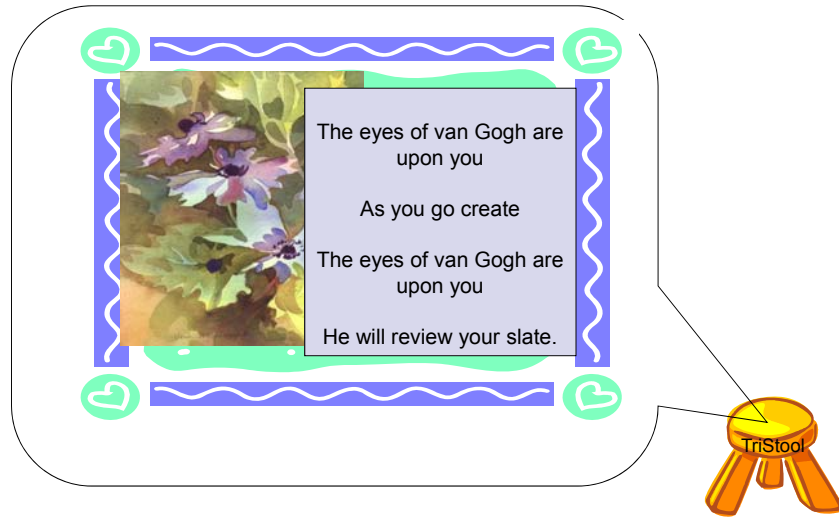 The eyes of van Gogh are
upon you
As you go create
The eyes of van Gogh are
upon you
He will review your slate.
TriStool